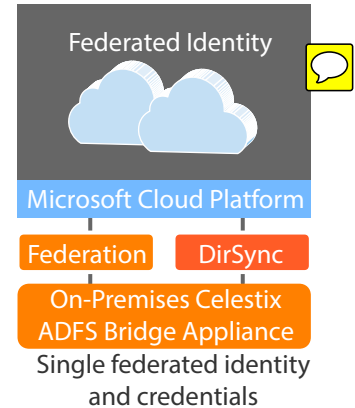 Federated Identity
Microsoft Cloud Platform
Federation
DirSync
On-Premises Celestix
ADFS Bridge Appliance
Single federated identity
and credentials